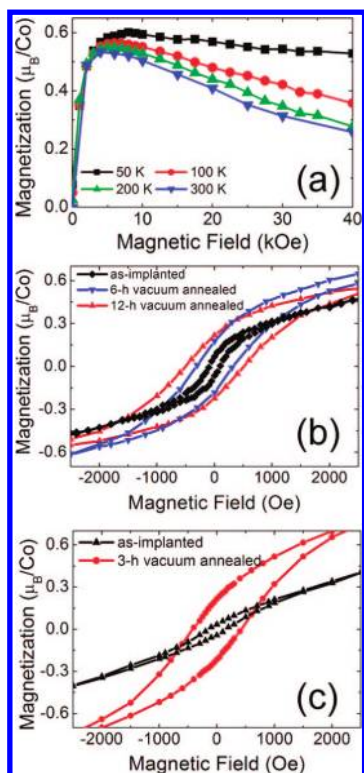 Magnetization (μB/Co)
0.6
0.4
0.2
0.0
50 K
100 K
200 K
300 K
(a)
0
10
20
30
40
Magnetic Field (kOe)
Magnetization (μB/Co)
0.6
0.3
0.0
-0.3
-0.6
as-implanted
6-h vacuum annealed
12-h vacuum annealed
(b)
-2000
-1000
0
1000
2000
Magnetic Field (Oe)
Magnetization (μB/Co)
0.6
0.3
0.0
-0.3
-0.6
as-implanted
3-h vacuum annealed
(c)
-2000
-1000
0
1000
2000
Magnetic Field (Oe)